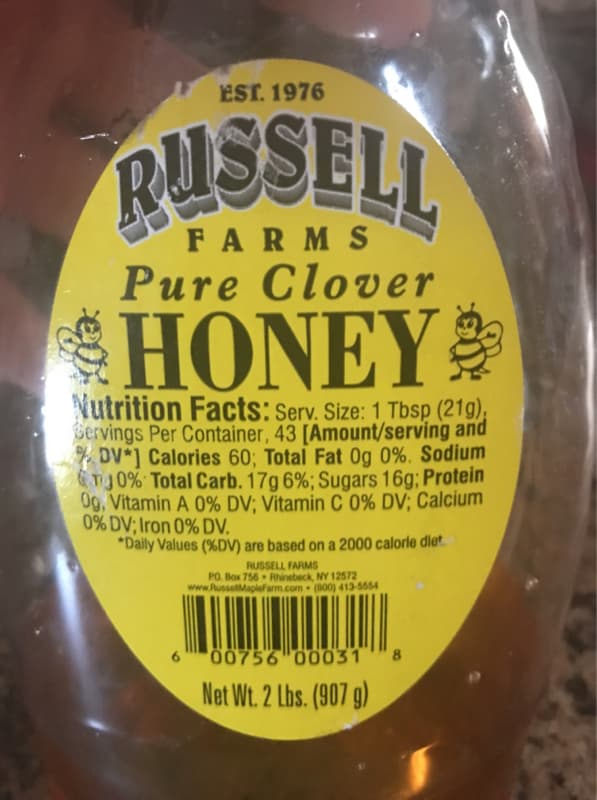 EST. 1976
RUSSELL
FARMS
Pure Clover
HONEY
Nutrition Facts: Serv. Size: 1 Tbsp (21g),
Servings Per Container, 43 [Amount/serving and
% DV*] Calories 60; Total Fat 0g 0%. Sodium
0% Total Carb. 17g 6%; Sugars 16g; Protein
0g, Vitamin A 0% DV; Vitamin C 0% DV; Calcium
0% DV; Iron 0% DV.
*Daily Values (%DV) are based on a 2000 calorie diet.
RUSSELL FARMS
P.O. Box 756 • Rhinebeck, NY 12572
www.RussellMapleFarm.com • (800) 413-5554
6 00756 00031 8
Net Wt. 2 Lbs. (907 g)